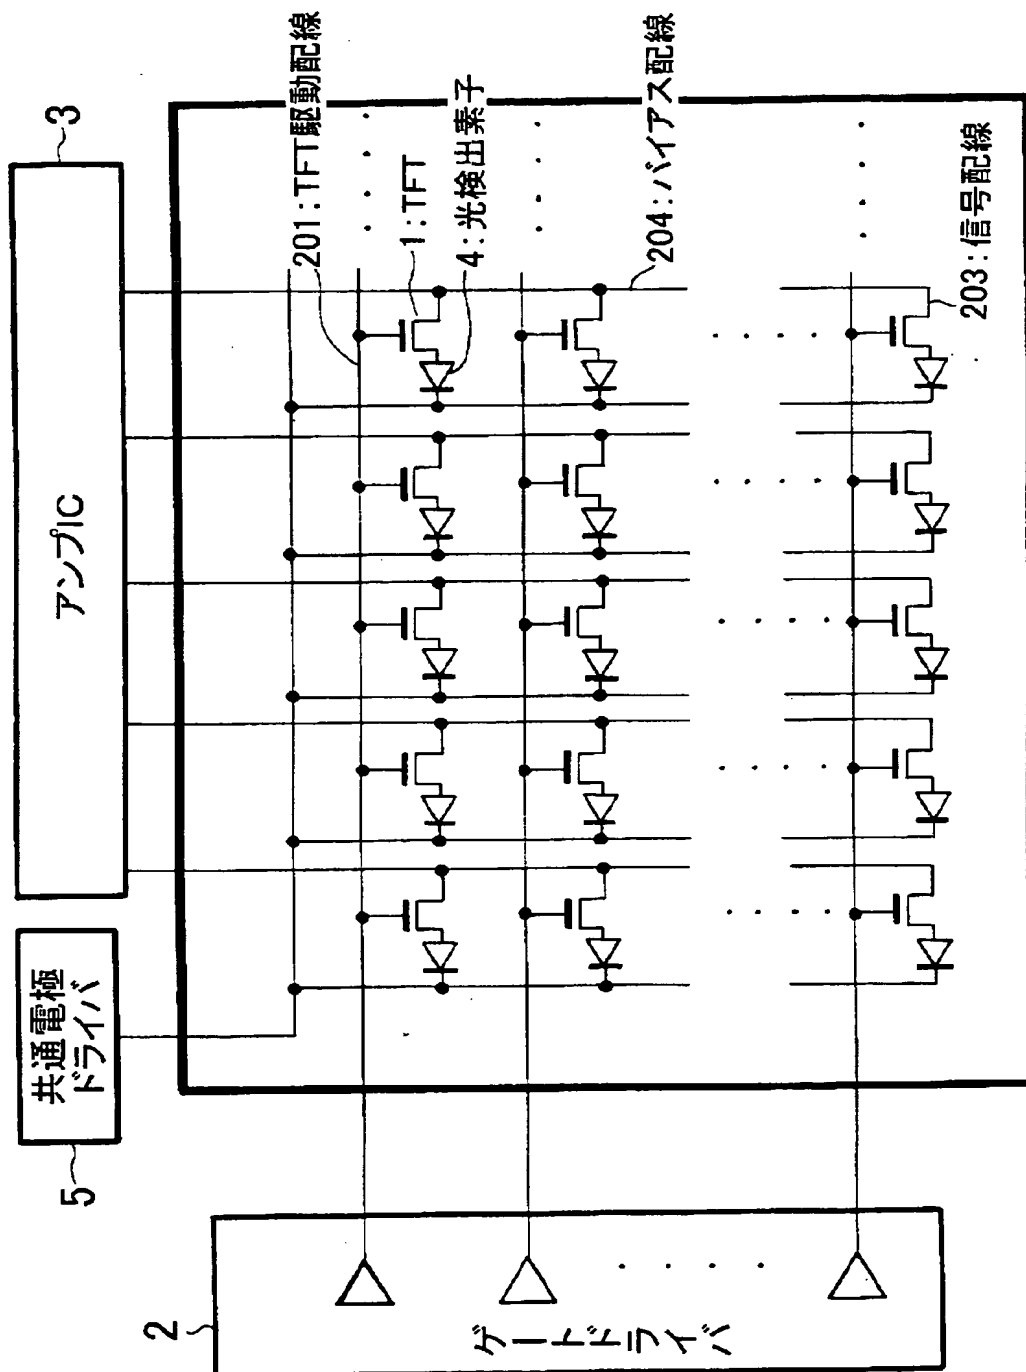 アンプIC
3
共通電極
ドライバ
5
201:TFT駆動配線
1:TFT
4:光検出素子
204:バイアス配線
203:信号配線
2
ゲートドライバ